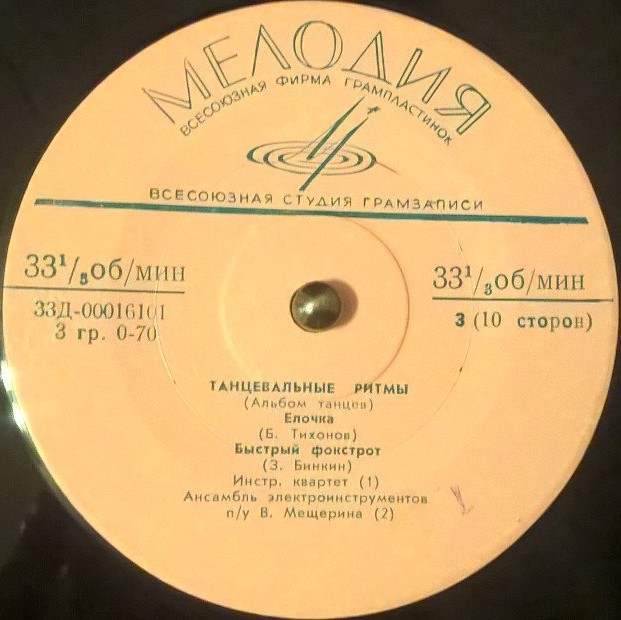 МЕЛОДИЯ
ВСЕСОЮЗНАЯ ФИРМА ГРАМПЛАСТИНОК
ВСЕСОЮЗНАЯ СТУДИЯ ГРАМЗАПИСИ
33¹/₃об/мин
33Д-00016101
3 гр. 0-70
33¹/₃об/мин
3 (10 сторон)
ТАНЦЕВАЛЬНЫЕ РИТМЫ
(Альбом танцев)
Елочка
(Б. Тихонов)
Быстрый фокстрот
(З. Бинкин)
Инстр. квартет (1)
Ансамбль электроинструментов
п/у В. Мещерина (2)